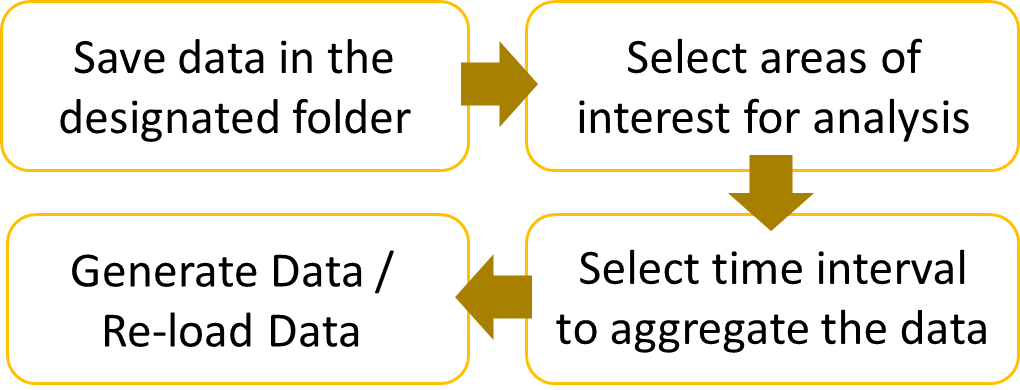 Save data in the
designated folder
Select areas of
interest for analysis
Select time interval
to aggregate the data
Generate Data /
Re-load Data